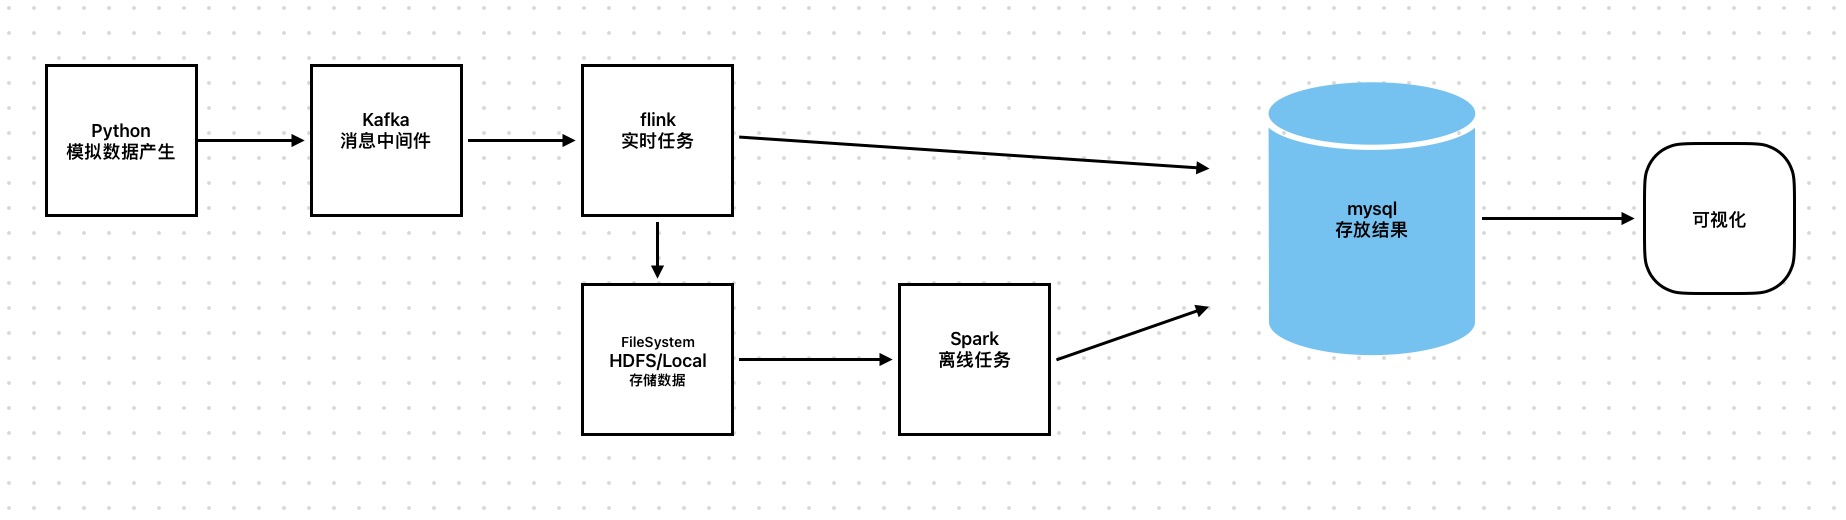 Python
模拟数据产生
Kafka
消息中间件
flink
实时任务
mysql
存放结果
可视化
FileSystem
HDFS/Local
存储数据
Spark
离线任务